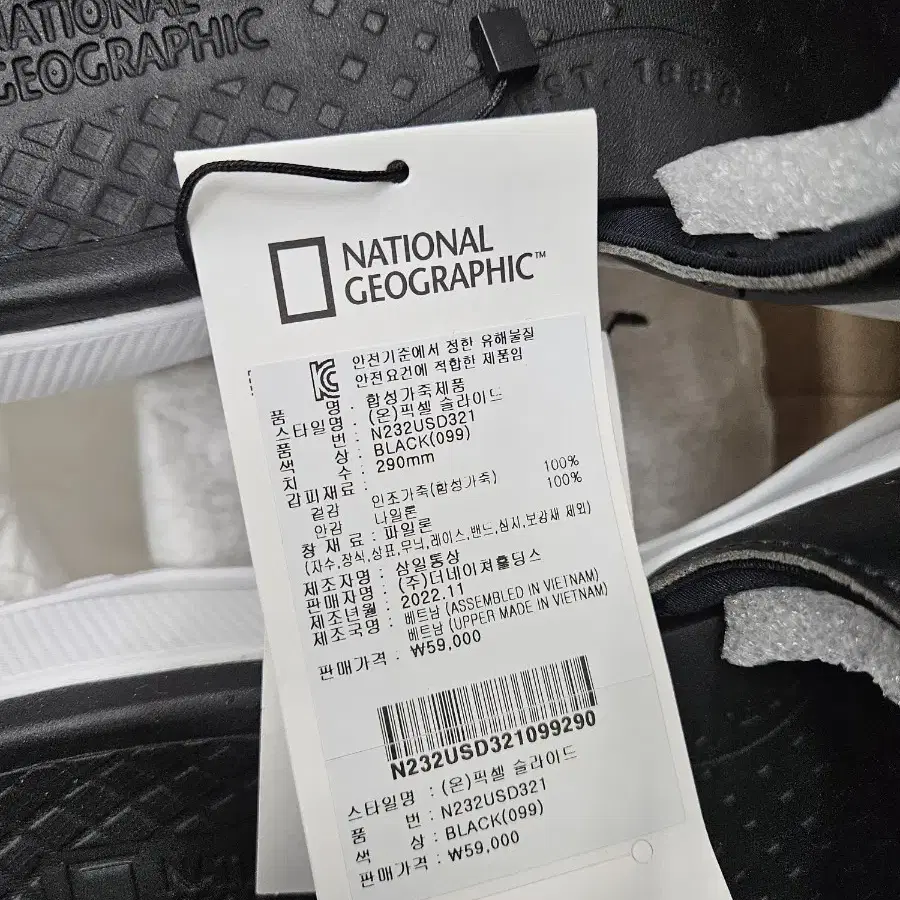 NATIONAL
GEOGRAPHIC
EST. 1888
NATIONAL
GEOGRAPHIC™
안전기준에서 정한 유해물질
안전요건에 적합한 제품임
품 명 : 합성가죽제품
스타일명 : (온)픽셀 슬라이드
품 번 : N232USD321
색 상 : BLACK(099)
치 수 : 290mm
갑피재료 :
겉감 인조가죽(합성가죽) 100%
안감 나일론 100%
창 재 료 : 파일론
(자수,장식,상표,무늬,레이스,밴드,심지,보강재 제외)
제조자명 : 삼일통상
판매자명 : (주)더네이쳐홀딩스
제조년월 : 2022.11
제조국명 : 베트남 (ASSEMBLED IN VIETNAM)
베트남 (UPPER MADE IN VIETNAM)
판매가격 : ₩59,000
N232USD321099290
스타일명 : (온)픽셀 슬라이드
품 번 : N232USD321
색 상 : BLACK(099)
판매가격 : ₩59,000
NATIONAL